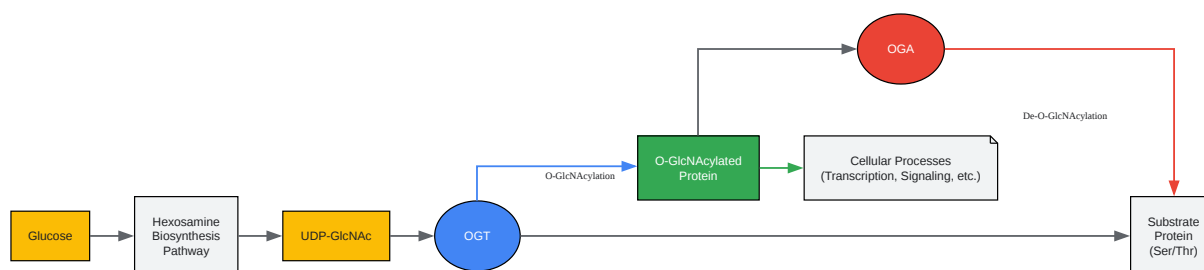 OGA
De-O-GlcNAcylation
O-GlcNAcylated
Protein
Cellular Processes
(Transcription, Signaling, etc.)
O-GlcNAcylation
Glucose
Hexosamine
Biosynthesis
Pathway
UDP-GlcNAc
OGT
Substrate
Protein
(Ser/Thr)